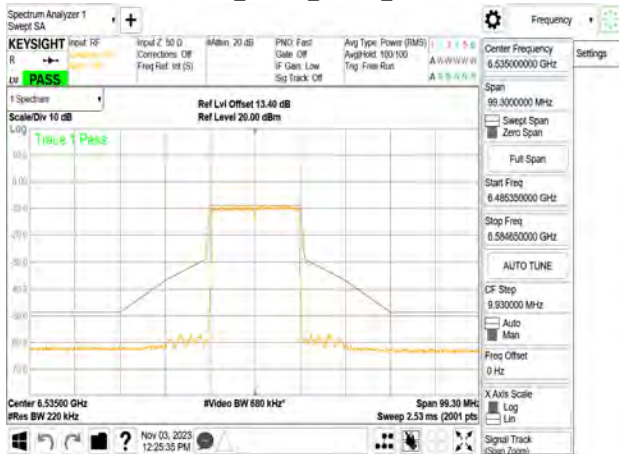 Spectrum Analyzer 1
Swept SA
+
Frequency
KEYSIGHT
Input: RF
R
LV PASS
Input Z: 50 Ω
Corrections: Off
Freq Ref: Int (S)
#Atten: 20 dB
PNO: Fast
Gate: Off
IF Gain: Low
Sig Track: Off
Avg Type: Power (RMS)
Avg|Hold: 100/100
Trig: Free Run
1 Spectrum
Scale/Div 10 dB
Ref Lvl Offset 13.40 dB
Ref Level 20.00 dBm
Log
Trace 1 Pass
Center 6.53500 GHz
#Res BW 220 kHz
#Video BW 680 kHz*
Span 99.30 MHz
Sweep 2.53 ms (2001 pts
Nov 03, 2023
12:25:35 PM
?
Center Frequency
6.535000000 GHz
Settings
Span
99.3000000 MHz
Swept Span
Zero Span
Full Span
Start Freq
6.485350000 GHz
Stop Freq
6.584650000 GHz
AUTO TUNE
CF Step
9.930000 MHz
Auto
Man
Freq Offset
0 Hz
X Axis Scale
Log
Lin
Signal Track
(Span Zoom)